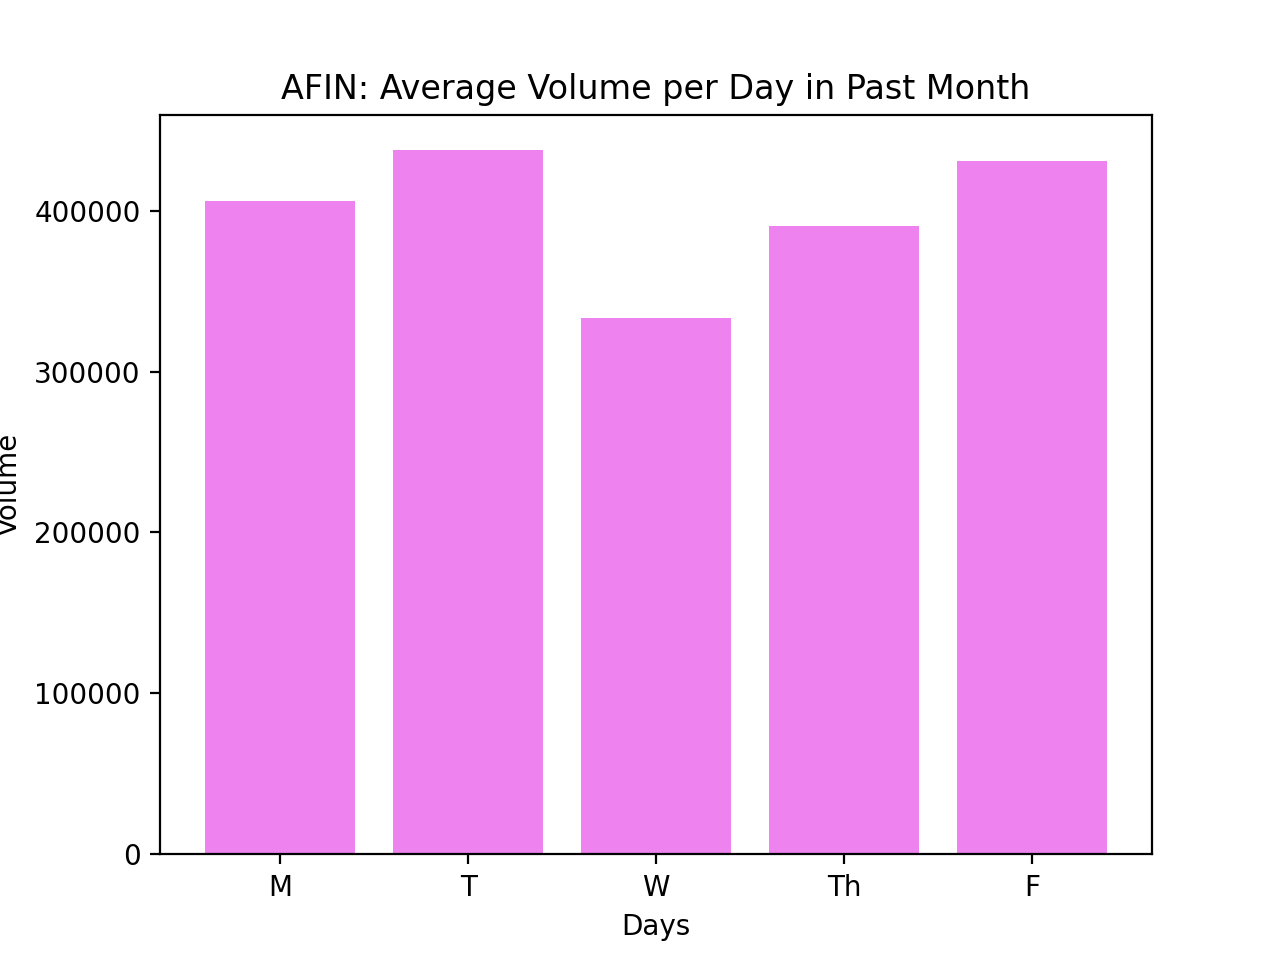 AFIN: Average Volume per Day in Past Month
400000
300000
200000
100000
0
Volume
M T W Th F
Days